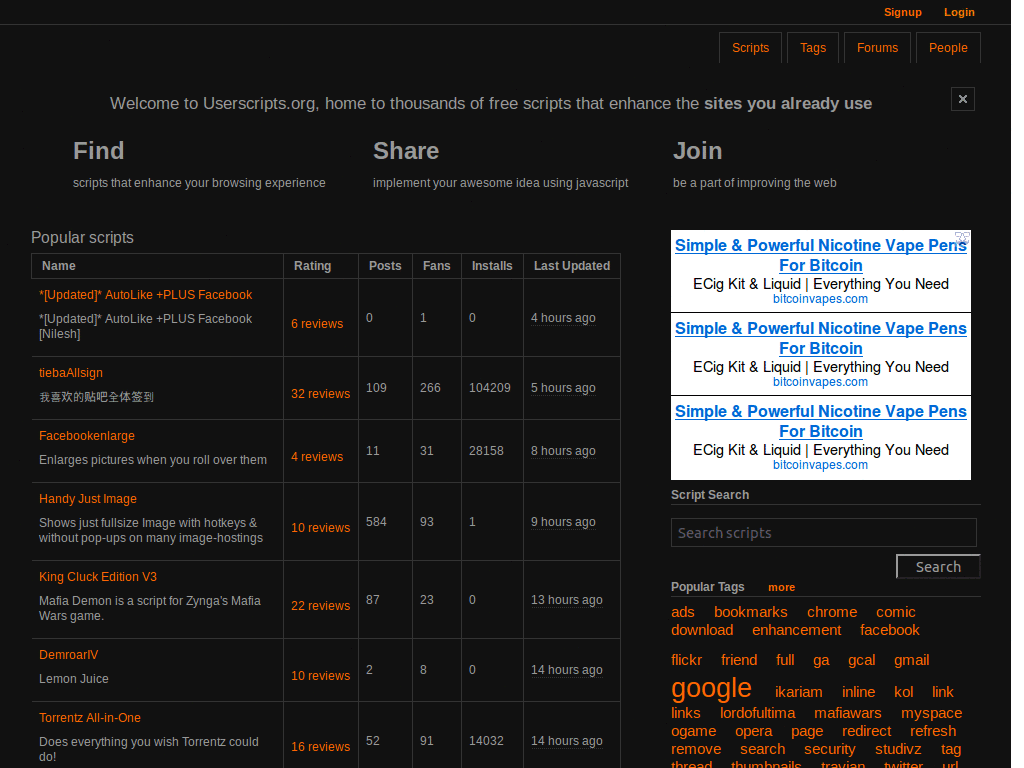 Signup Login
Scripts Tags Forums People
Welcome to Userscripts.org, home to thousands of free scripts that enhance the sites you already use
Find Share Join
scripts that enhance your browsing experience implement your awesome idea using javascript be a part of improving the web
Popular scripts
Name Rating Posts Fans Installs Last Updated
*[Updated]* AutoLike +PLUS Facebook
*[Updated]* AutoLike +PLUS Facebook
[Nilesh]
6 reviews 0 1 0 4 hours ago
tiebaAllsign
我喜欢的贴吧全体签到
32 reviews 109 266 104209 5 hours ago
Facebookenlarge
Enlarges pictures when you roll over them
4 reviews 11 31 28158 8 hours ago
Handy Just Image
Shows just fullsize Image with hotkeys &
without pop-ups on many image-hostings
10 reviews 584 93 1 9 hours ago
King Cluck Edition V3
Mafia Demon is a script for Zynga's Mafia
Wars game.
22 reviews 87 23 0 13 hours ago
DemroarIV
Lemon Juice
10 reviews 2 8 0 14 hours ago
Torrentz All-in-One
Does everything you wish Torrentz could
do!
16 reviews 52 91 14032 14 hours ago
Simple & Powerful Nicotine Vape Pens
For Bitcoin
ECig Kit & Liquid | Everything You Need
bitcoinvapes.com
Simple & Powerful Nicotine Vape Pens
For Bitcoin
ECig Kit & Liquid | Everything You Need
bitcoinvapes.com
Simple & Powerful Nicotine Vape Pens
For Bitcoin
ECig Kit & Liquid | Everything You Need
bitcoinvapes.com
Script Search
Search scripts
Search
Popular Tags more
ads bookmarks chrome comic
download enhancement facebook
flickr friend full ga gcal gmail
google ikariam inline kol link
links lordofultima mafiawars myspace
ogame opera page redirect refresh
remove search security studivz tag
thread thumbnails travian twitter url